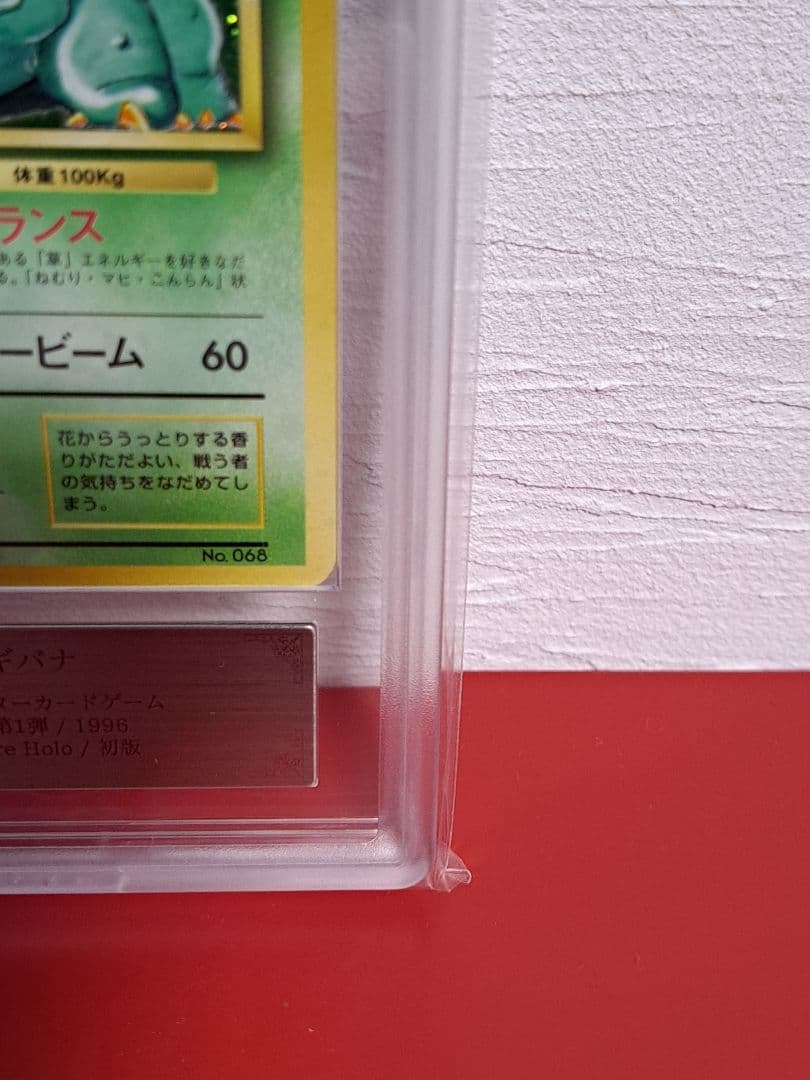 体重100Kg
ランス
ある「草」エネルギーを好きなだ
る。「ねむり・マヒ・こんらん」状
ービーム 60
花からうっとりする香
りがただよい、戦う者
の気持ちをなだめてし
まう。
No. 068
ギバナ
ターカードゲーム
第1弾 / 1996
re Holo / 初版